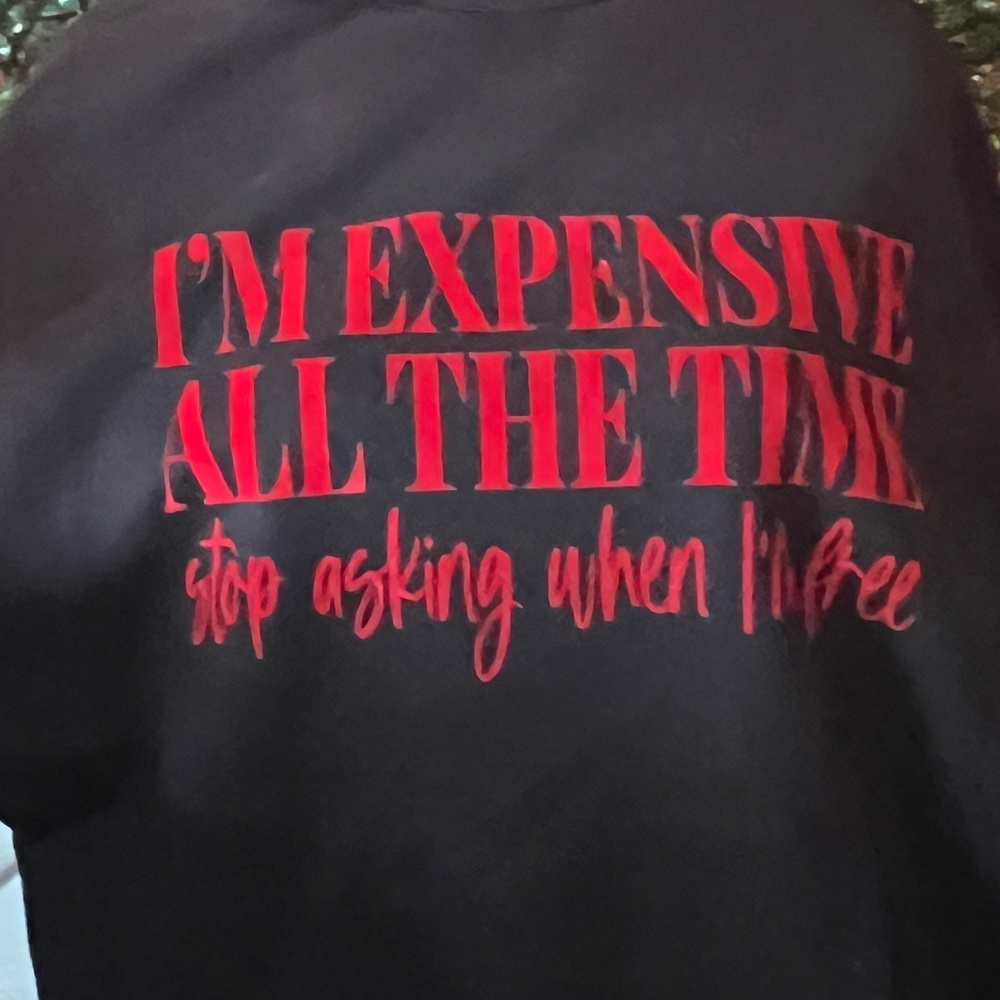 I'M EXPENSIVE
ALL THE TIME
stop asking when I'm free